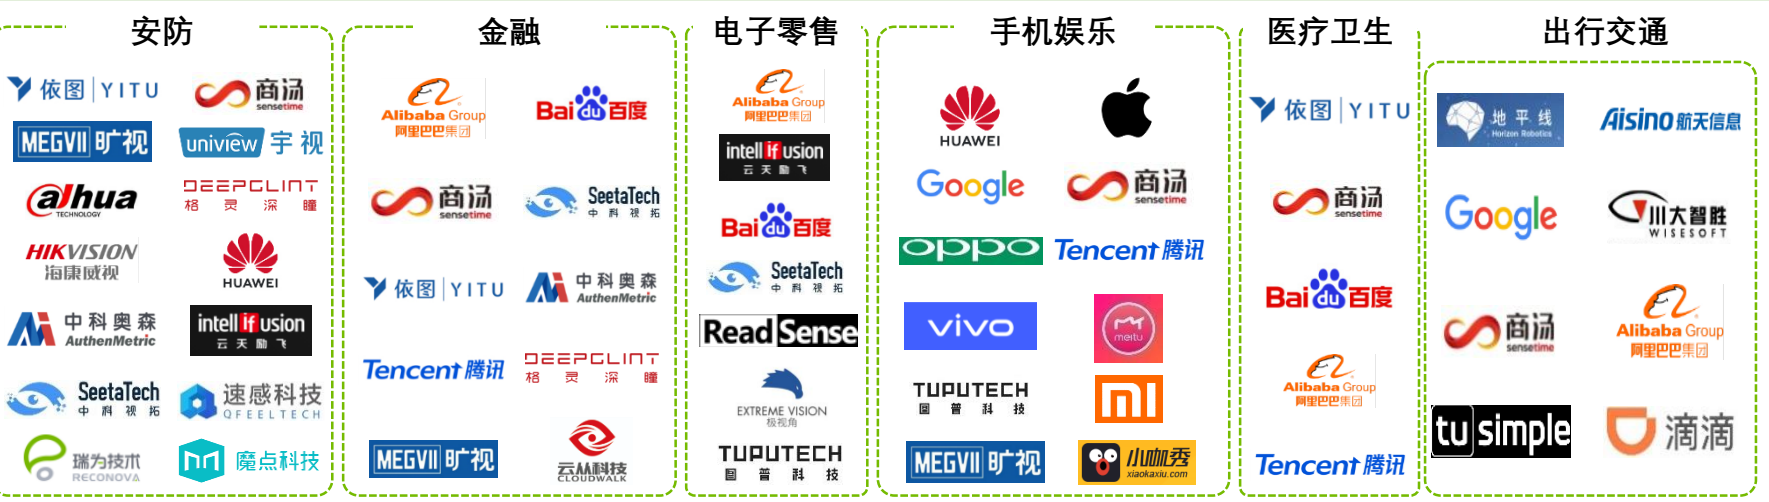 安防
金融
电子零售
手机娱乐
医疗卫生
出行交通
依图 YITU
商汤
sensetime
MEGVII 旷视
uniview 宇视
alhua
TECHNOLOGY
DEEPGLINT
格灵深瞳
HIKVISION
海康威视
HUAWEI
中科奥森
AuthenMetric
intellifusion
云天励飞
SeetaTech
中科视拓
速感科技
QFEELTECH
瑞为技术
RECONOVA
魔点科技
Alibaba Group
阿里巴巴集团
Bai du 百度
商汤
sensetime
SeetaTech
中科视拓
依图 YITU
中科奥森
AuthenMetric
Tencent 腾讯
DEEPGLINT
格灵深瞳
MEGVII 旷视
云从科技
CLOUDWALK
Alibaba Group
阿里巴巴集团
intellifusion
云天励飞
Bai du 百度
SeetaTech
中科视拓
ReadSense
EXTREME VISION
极视角
TUPUTECH
图普科技
HUAWEI
Google
商汤
sensetime
oppo
Tencent 腾讯
vivo
meitu
TUPUTECH
图普科技
MEGVII 旷视
小咖秀
xiaokaxiu.com
依图 YITU
商汤
sensetime
Bai du 百度
Alibaba Group
阿里巴巴集团
Tencent 腾讯
地平线
Horizon Robotics
Aisino 航天信息
Google
川大智胜
WISESOFT
商汤
sensetime
Alibaba Group
阿里巴巴集团
tu simple
滴滴